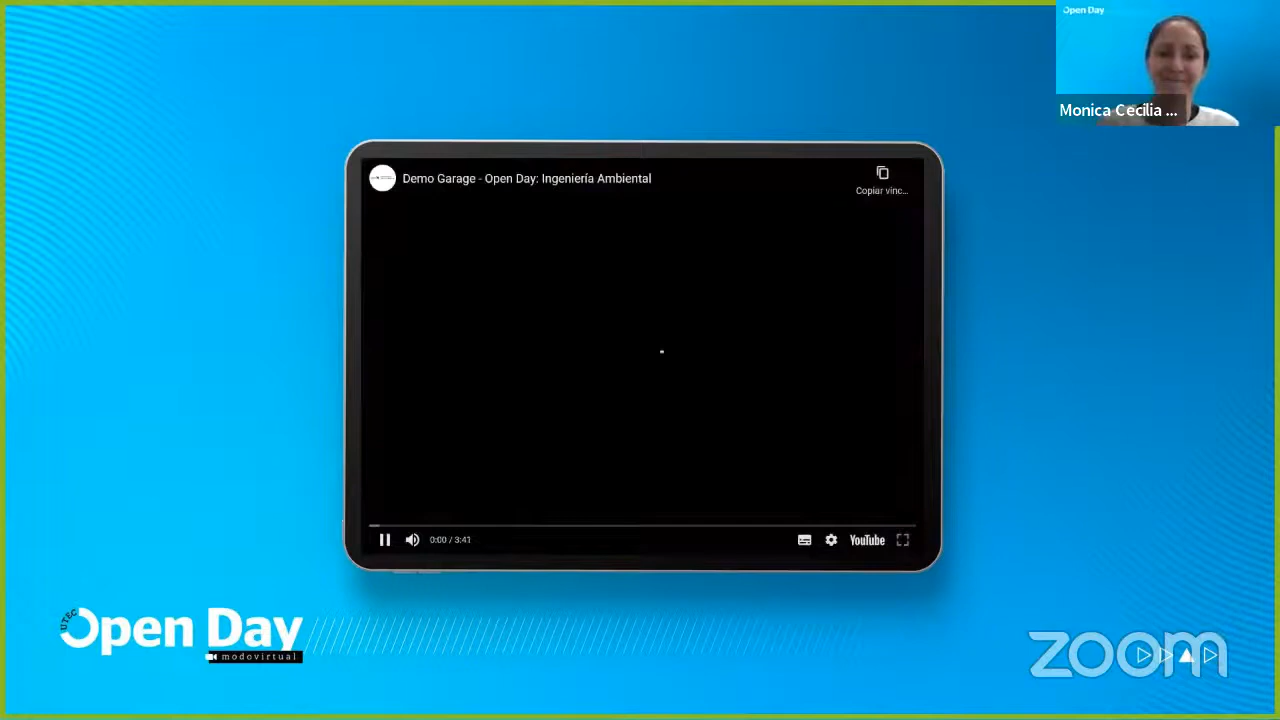 Open Day
Monica Cecilia ...
Demo Garage - Open Day: Ingeniería Ambiental
Copiar vínc...
0:00 / 3:41
YouTube
UTEC
Open Day
modovirtual
zoom